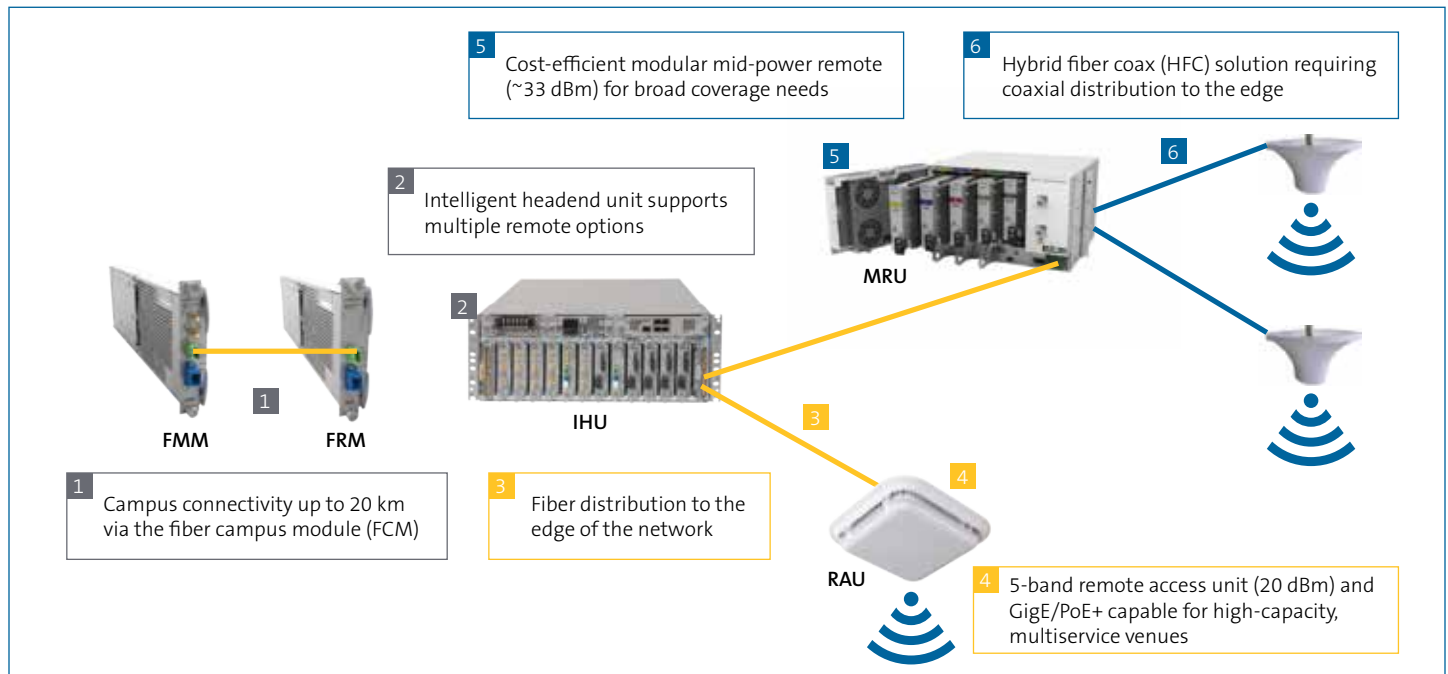 5
Cost-efficient modular mid-power remote
(~33 dBm) for broad coverage needs
6
Hybrid fiber coax (HFC) solution requiring
coaxial distribution to the edge
2
Intelligent headend unit supports
multiple remote options
5
6
MRU
2
IHU
1
FMM
FRM
3
4
RAU
1
Campus connectivity up to 20 km
via the fiber campus module (FCM)
3
Fiber distribution to the
edge of the network
4
5-band remote access unit (20 dBm) and
GigE/PoE+ capable for high-capacity,
multiservice venues